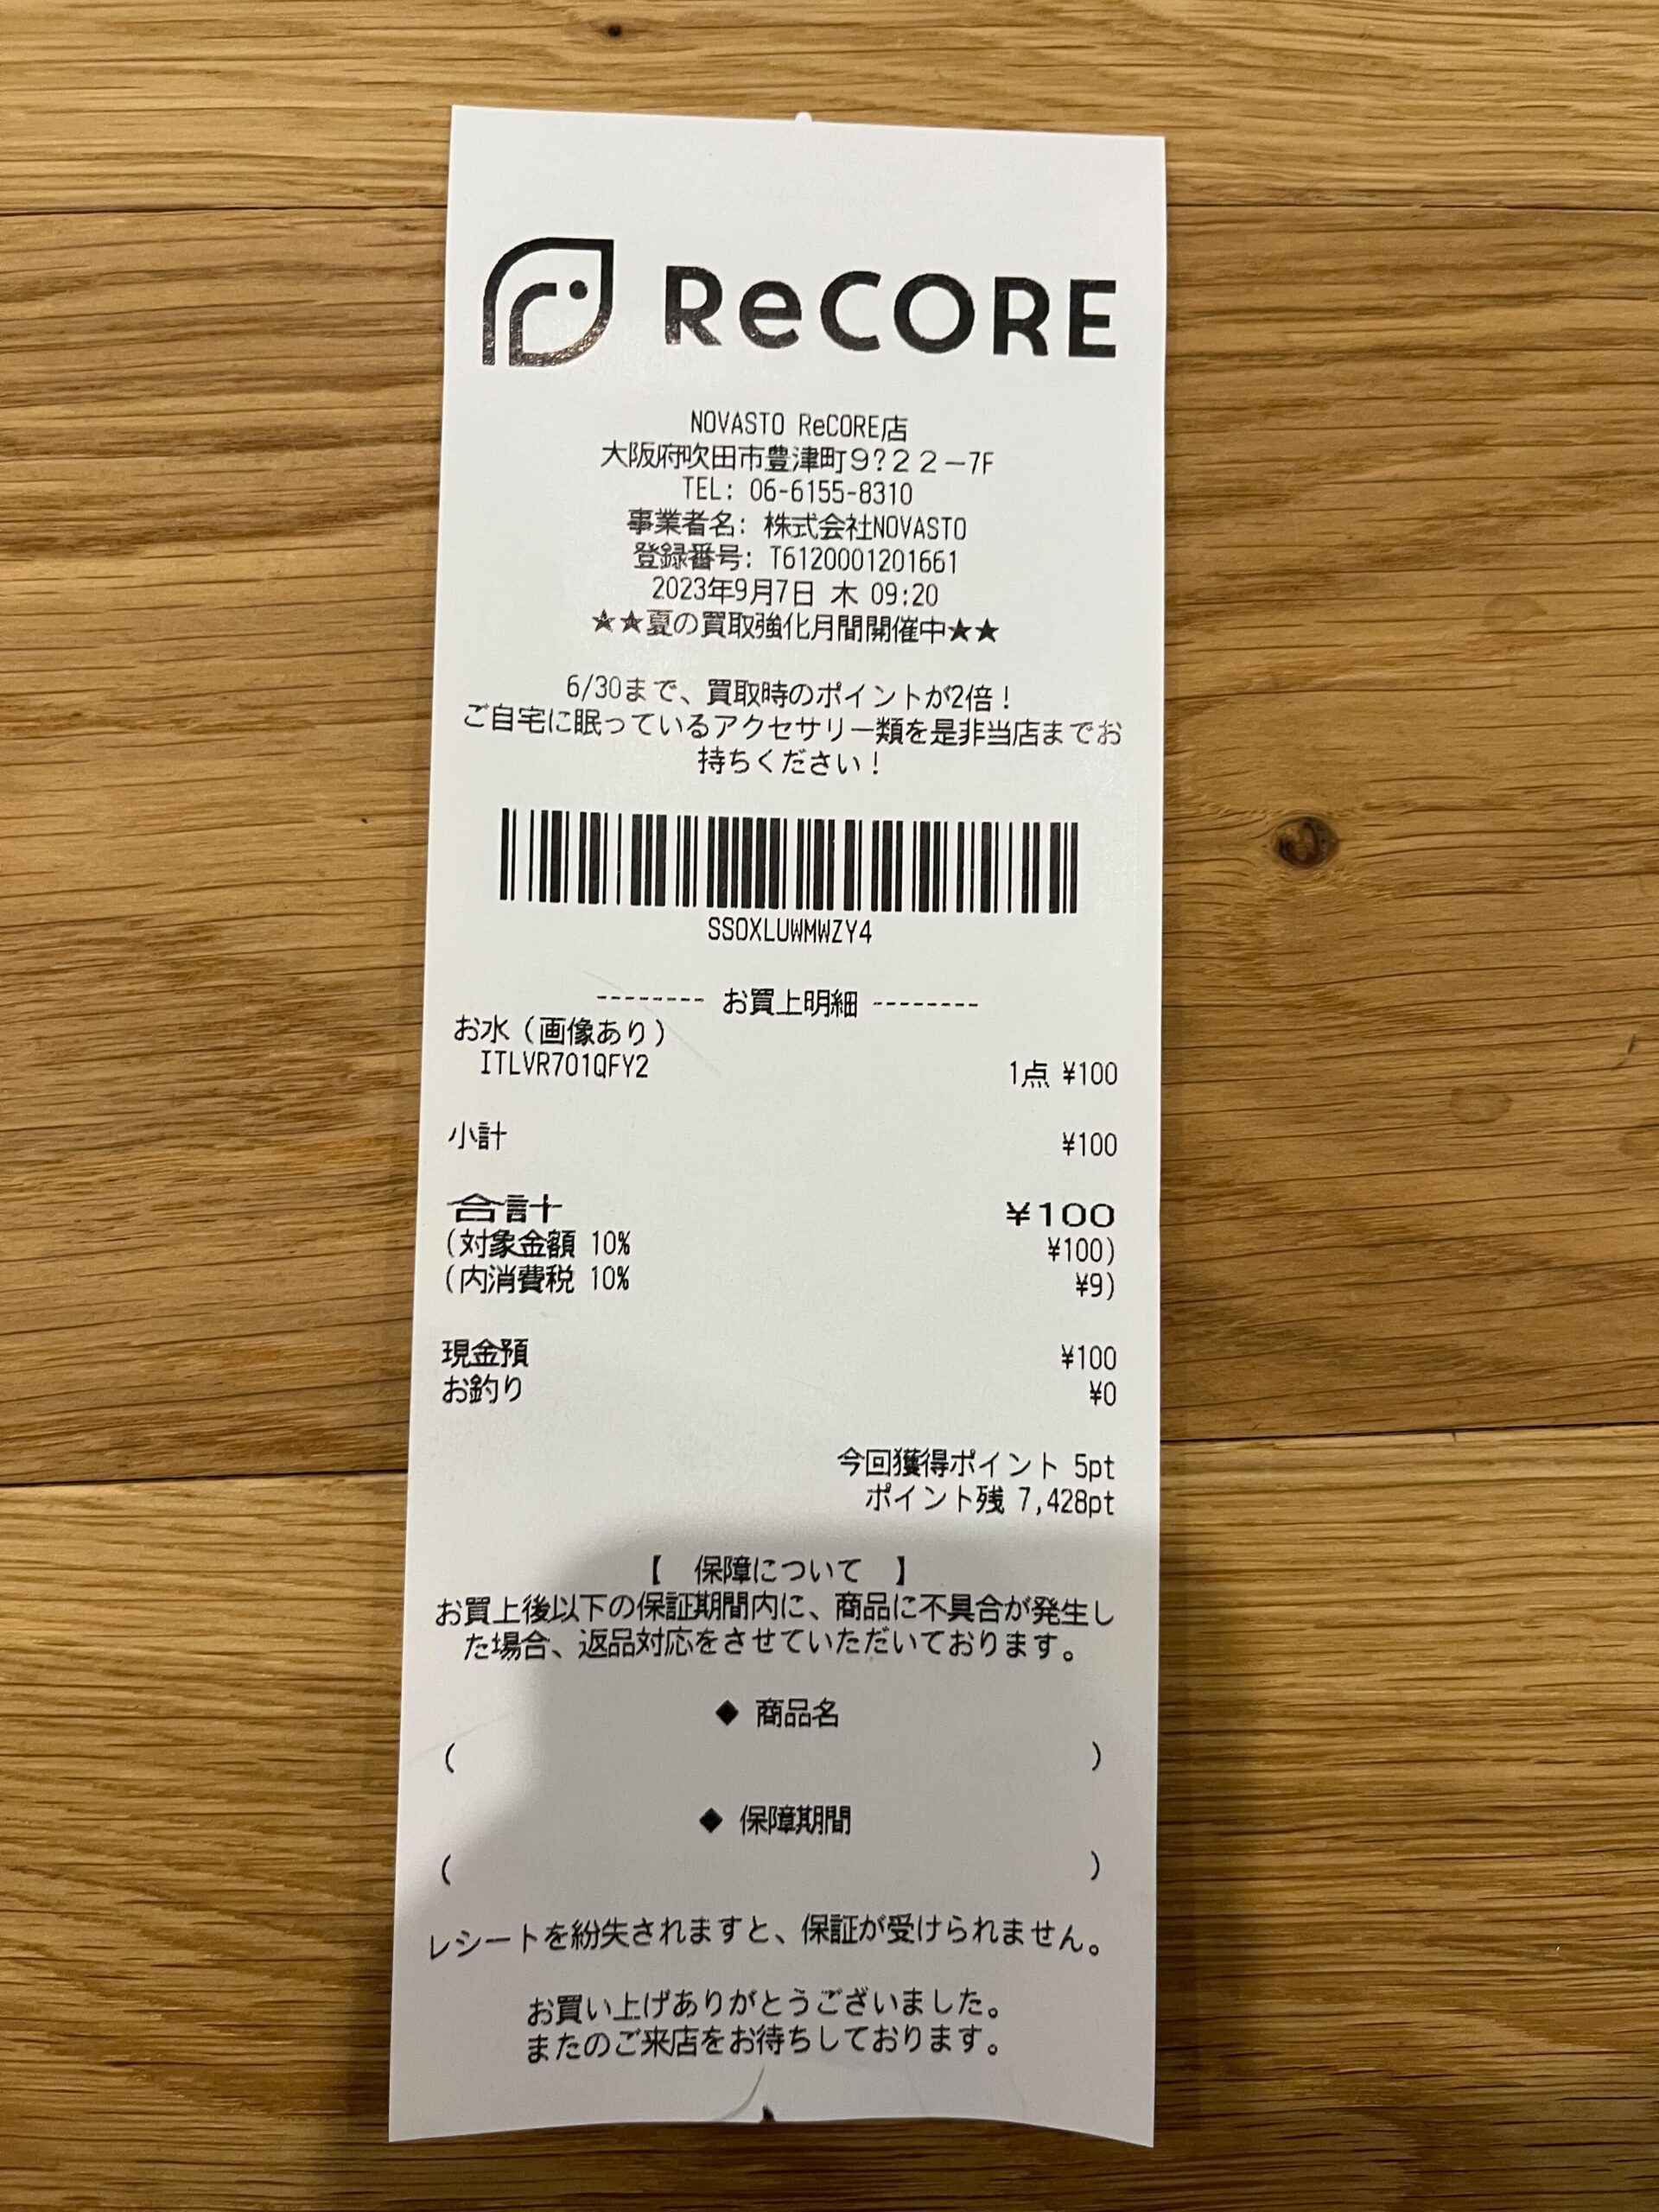 ReCORE
NOVASTO ReCORE店
大阪府吹田市豊津町9?22－7F
TEL: 06-6155-8310
事業者名: 株式会社NOVASTO
登録番号: T6120001201661
2023年9月7日 木 09:20
★★夏の買取強化月間開催中★★
6/30まで、買取時のポイントが2倍！
ご自宅に眠っているアクセサリー類を是非当店までお
持ちください！
SSOXLUWMWZY4
-------- お買上明細 --------
お水（画像あり）
ITLVR701QFY2 1点 ¥100
小計 ¥100
合計 ¥100
(対象金額 10% ¥100)
(内消費税 10% ¥9)
現金預 ¥100
お釣り ¥0
今回獲得ポイント 5pt
ポイント残 7,428pt
【 保障について 】
お買上後以下の保証期間内に、商品に不具合が発生し
た場合、返品対応をさせていただいております。
◆ 商品名
( )
◆ 保障期間
( )
レシートを紛失されますと、保証が受けられません。
お買い上げありがとうございました。
またのご来店をお待ちしております。